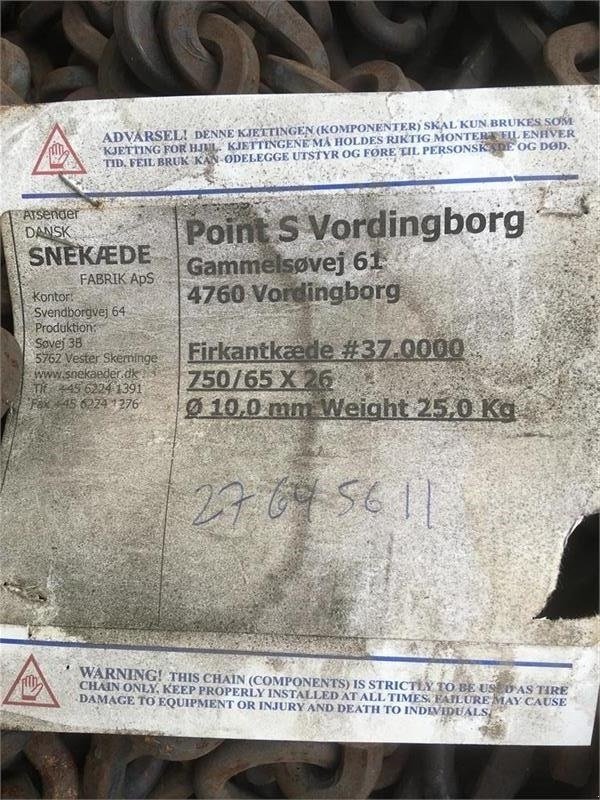 ADVARSEL! DENNE KJETTINGEN (KOMPONENTER) SKAL KUN BRUKES SOM
KJETTING FOR HJUL. KJETTINGENE MÅ HOLDES RIKTIG MONTERT TIL ENHVER
TID. FEIL BRUK KAN ØDELEGGE UTSTYR OG FØRE TIL PERSONSKADE OG DØD.
Afsender
DANSK
SNEKÆDE
FABRIK ApS
Kontor:
Svendborgvej 64
Produktion:
Søvej 3B
5762 Vester Skerninge
www.snekaeder.dk
Tlf +45 6224 1391
Fax +45 6224 1276
Point S Vordingborg
Gammelsøvej 61
4760 Vordingborg
Firkantkæde #37.0000
750/65 X 26
Ø 10,0 mm Weight 25,0 Kg
27645611
WARNING! THIS CHAIN (COMPONENTS) IS STRICTLY TO BE USED AS TIRE
CHAIN ONLY, KEEP PROPERLY INSTALLED AT ALL TIMES. FAILURE MAY CAUSE
DAMAGE TO EQUIPMENT OR INJURY AND DEATH TO INDIVIDUALS.